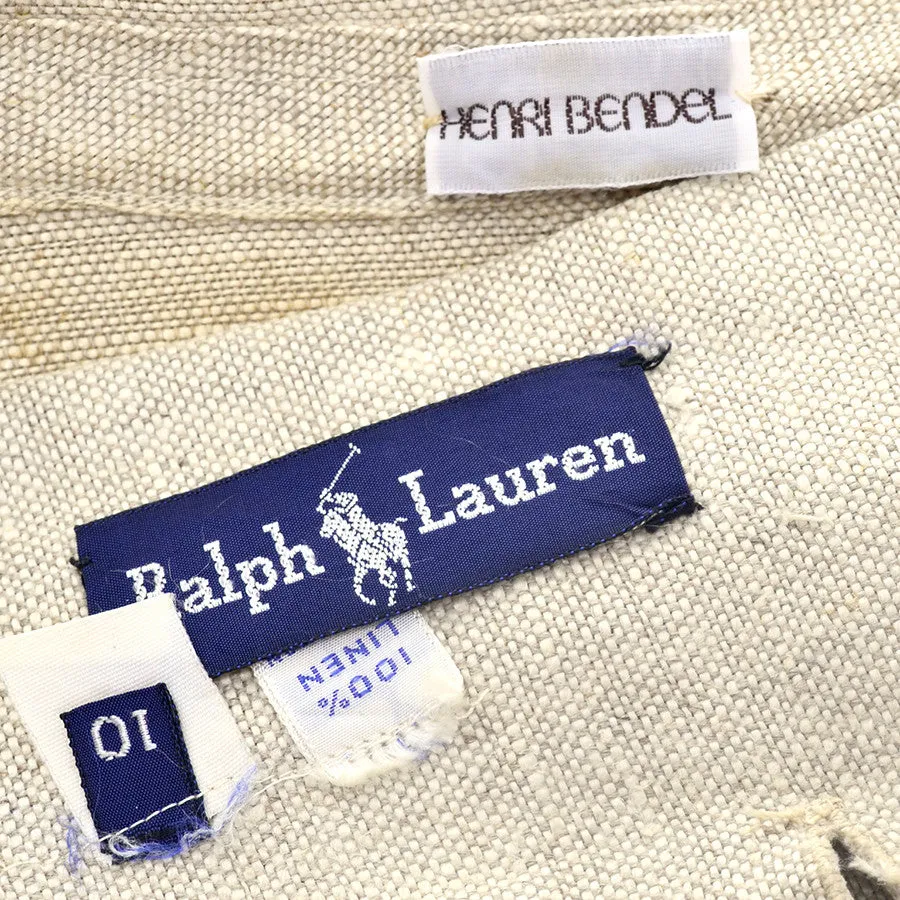 HENRI BENDEL
Ralph Lauren
100%
LINEN
10